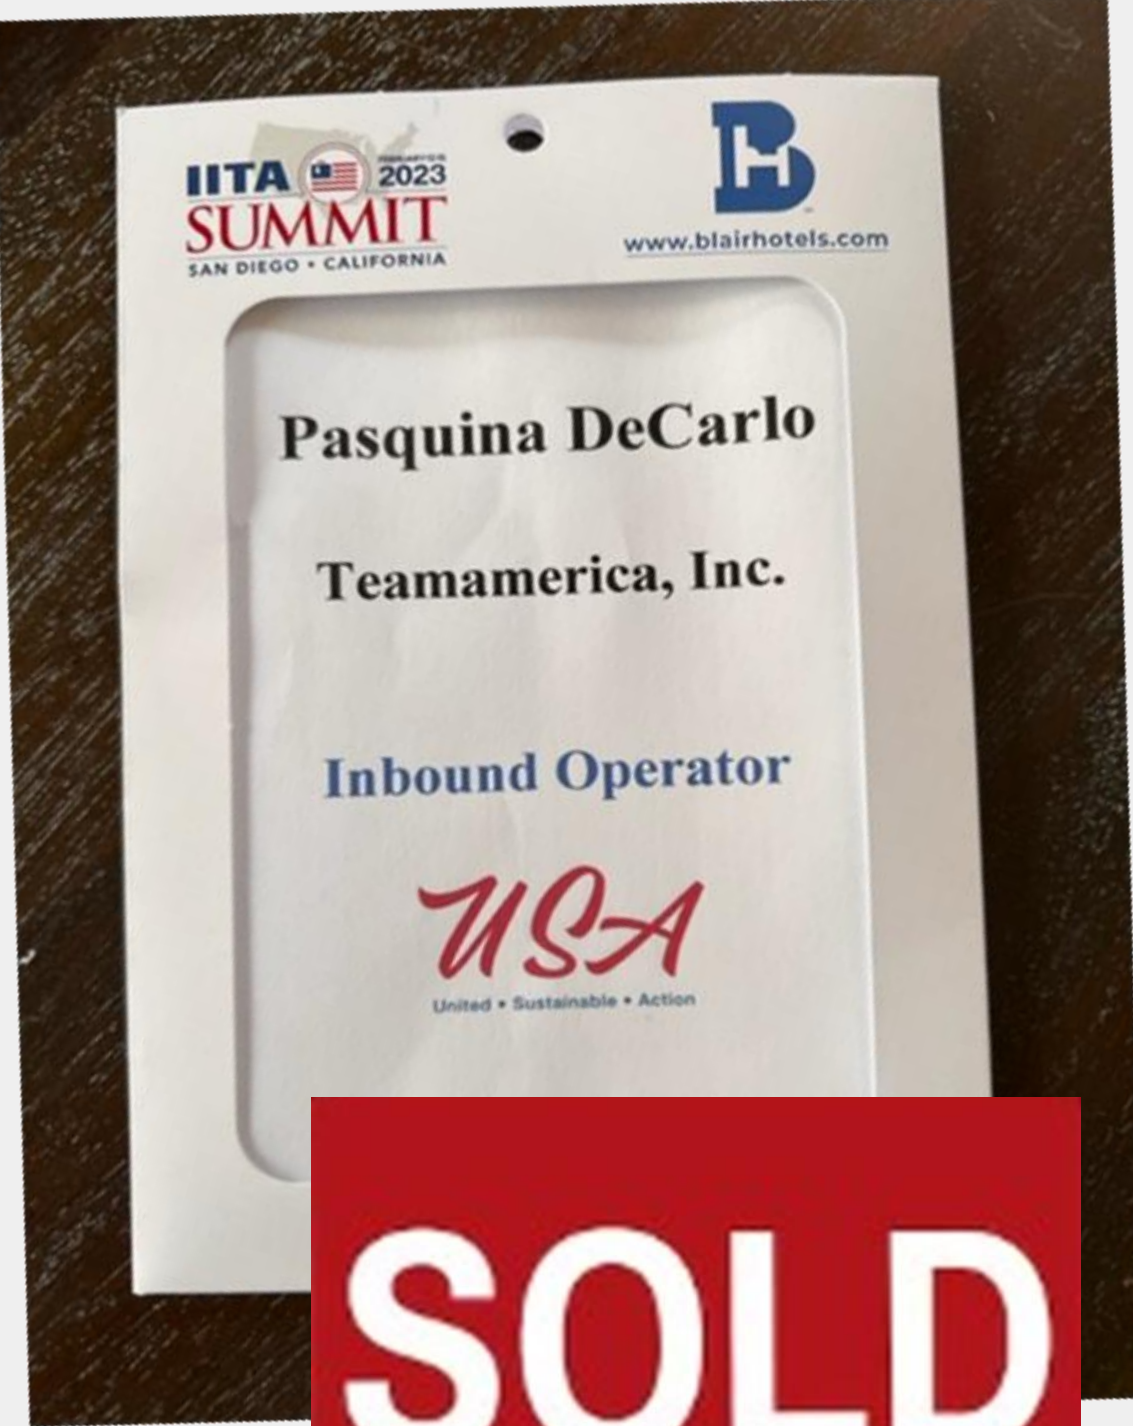 IITA
2023
SUMMIT
SAN DIEGO • CALIFORNIA
BH
www.blairhotels.com
Pasquina DeCarlo
Teamamerica, Inc.
Inbound Operator
USA
United • Sustainable • Action
SOLD